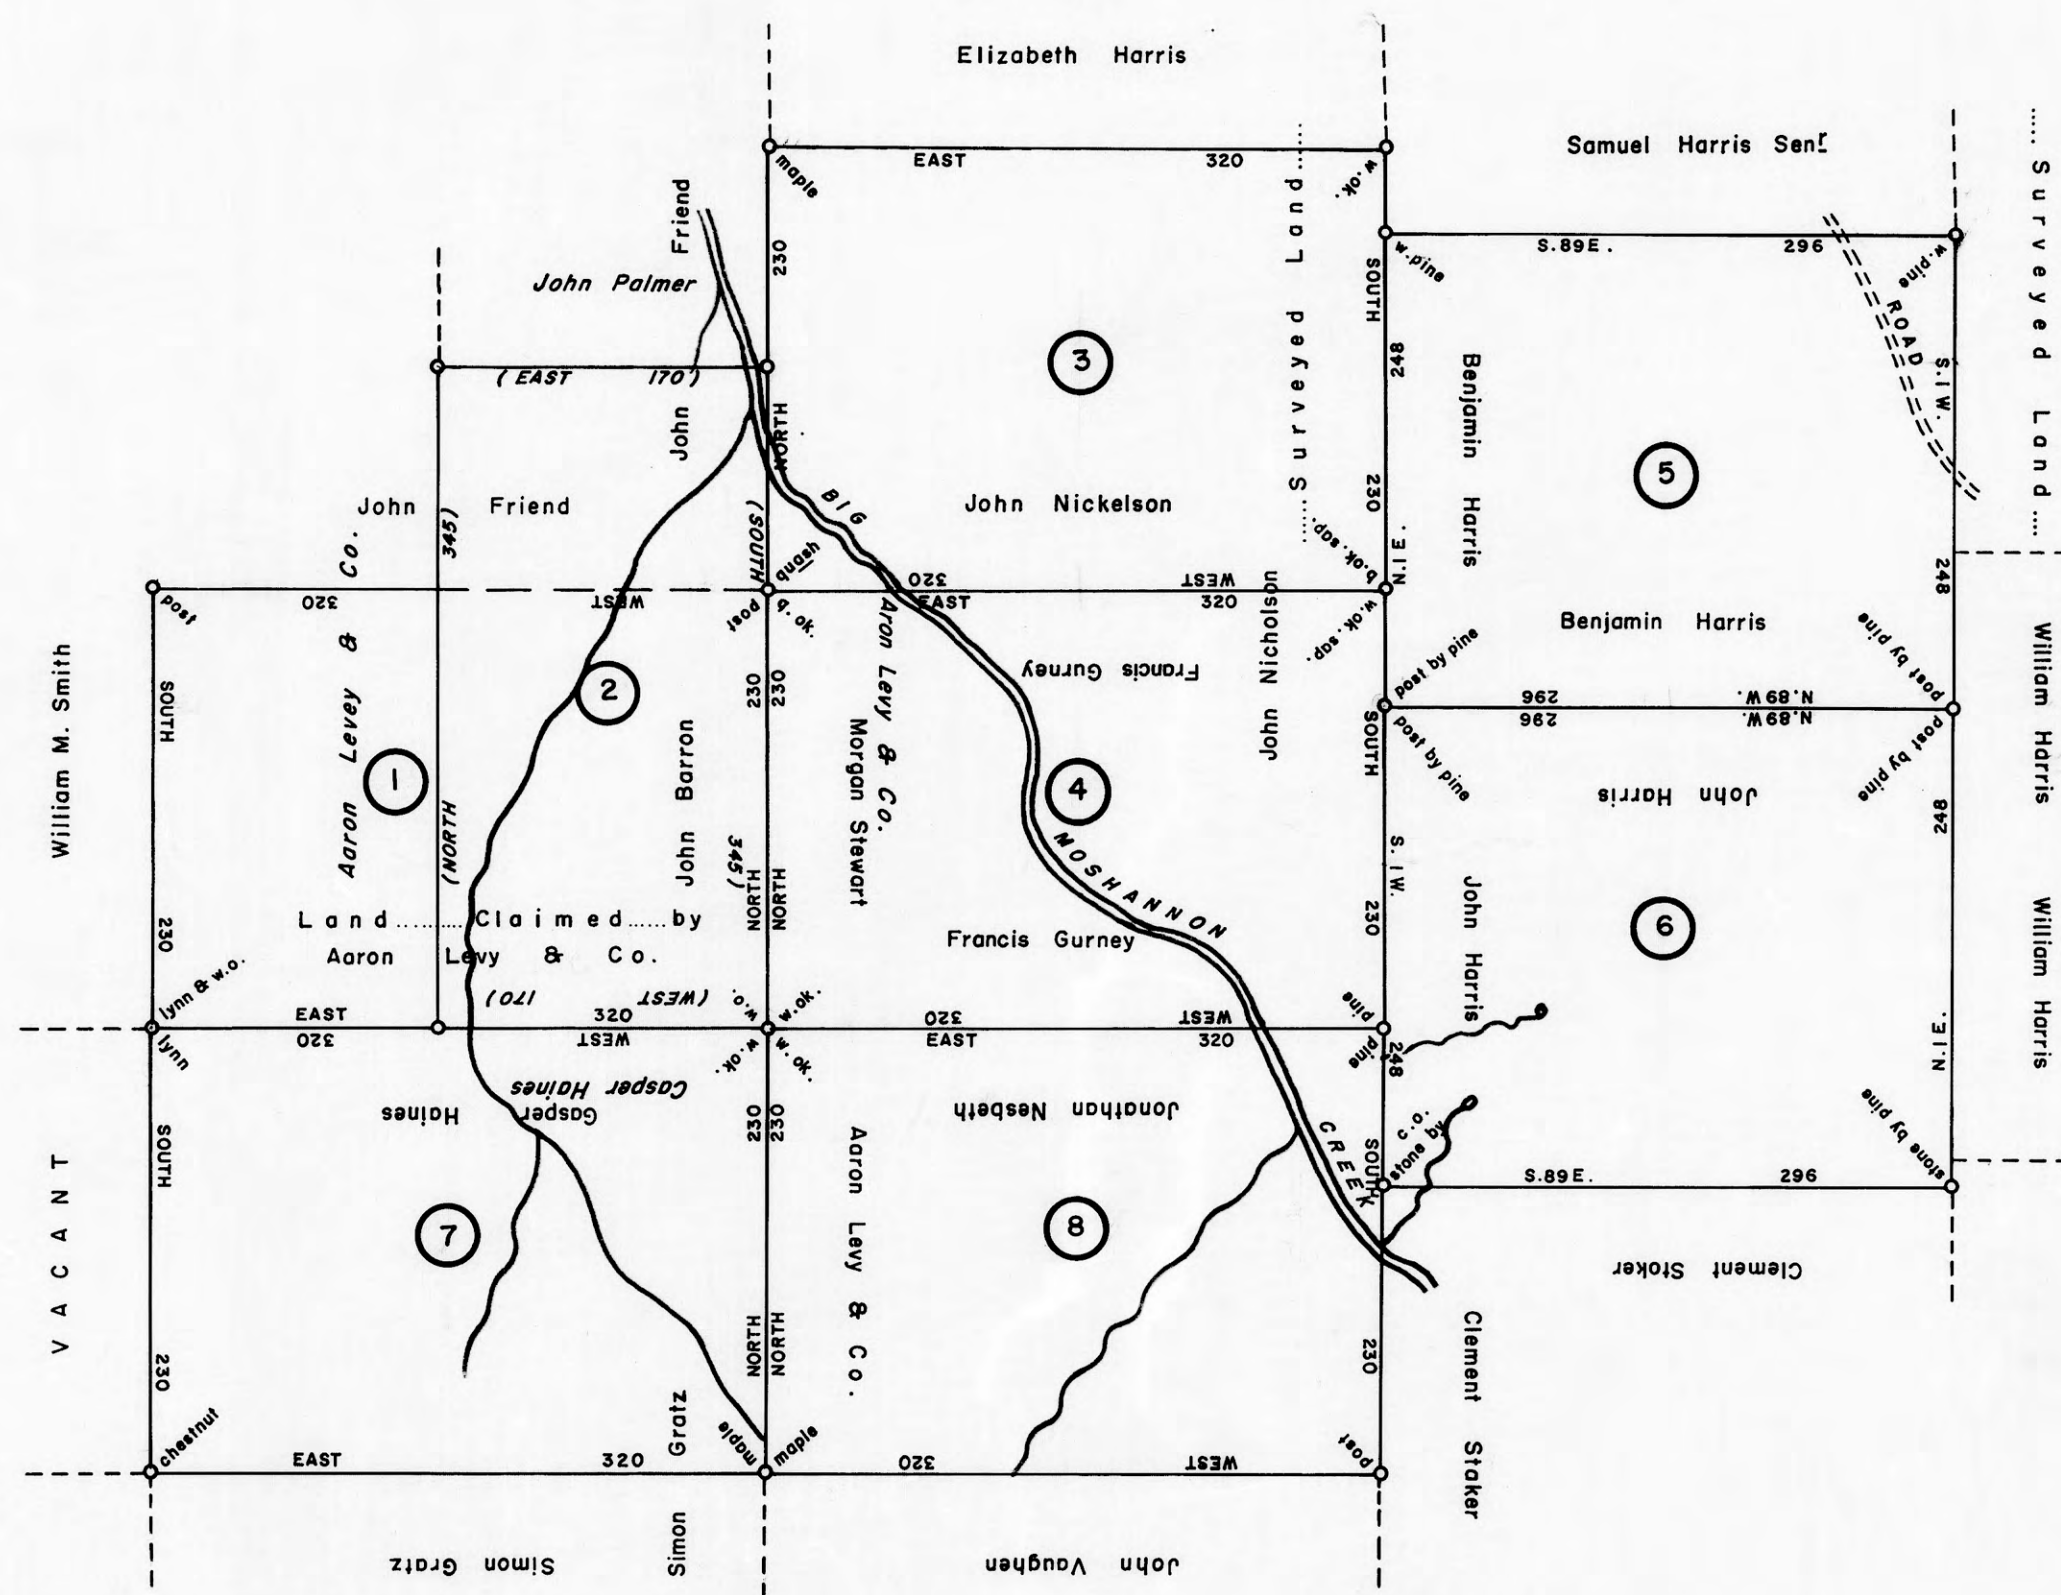 Elizabeth Harris
Samuel Harris Senr
..... Surveyed Land ....
EAST 320
maple
w.ok.
John Friend
John Palmer
230
NORTH
......Surveyed Land......
S.89E. 296
w.pine
w.pine
ROAD
SOUTH 230
248 N.1E.
S.1W. 248
(EAST 170)
3
5
Benjamin Harris
John Friend
John Nickelson
BIG
MOSHANNON
CREEK
(SOUTH 345)
(NORTH 345)
quash
b.ok.sap.
320 WEST
320 WEST
EAST 320
post
post
b.ok.
w.ok.sap.
Aaron Levey & Co.
William M. Smith
2
1
4
Aron Levy & Co.
Morgan Stewart
Francis Gurney
John Nicholson
Benjamin Harris
post by pine
post by pine
296 N.89W.
296 N.89W.
post by pine
post by pine
William Harris
John Harris
SOUTH 230
John Barron
230 NORTH
230 NORTH
SOUTH 230
S.1W. 248
248 N.1E.
Land.........Claimed.....by
Aaron Levy & Co.
Francis Gurney
John Harris
6
William Harris
lynn & w.o.
(WEST 170)
w.o.
w.ok.
pine
EAST 320
320 WEST
320 WEST
EAST 320
lynn
w.ok.
w.ok.
pine
Casper Haines
Casper Haines
Jonathan Nesbeth
c.o.
stone by
stone by pine
S.89E. 296
VACANT
SOUTH 230
7
230 NORTH
230 NORTH
Aaron Levy & Co.
8
SOUTH 230
Clement Stoker
Clement Staker
chestnut
maple
maple
post
EAST 320
320 WEST
Simon Gratz
Simon Gratz
John Vaughen